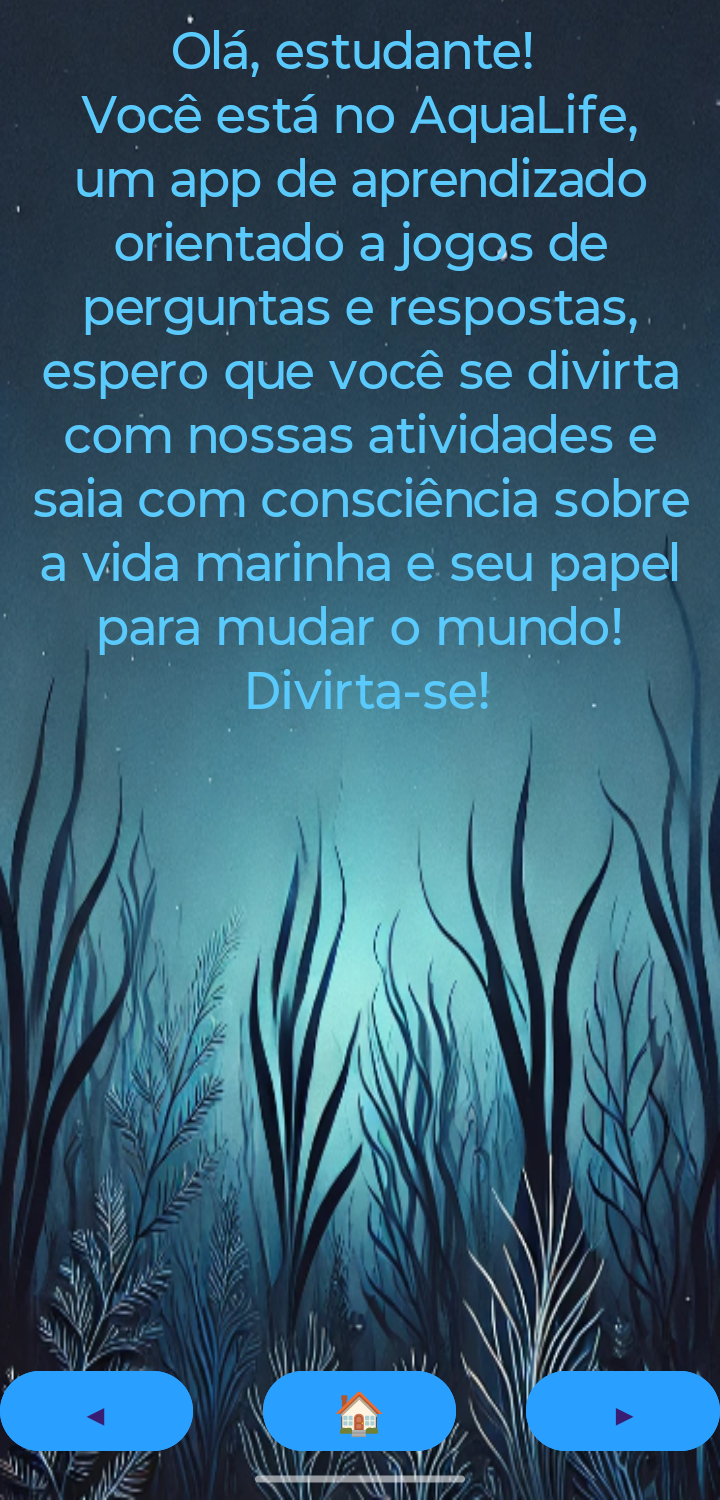 Olá, estudante!
Você está no AquaLife,
um app de aprendizado
orientado a jogos de
perguntas e respostas,
espero que você se divirta
com nossas atividades e
saia com consciência sobre
a vida marinha e seu papel
para mudar o mundo!
Divirta-se!